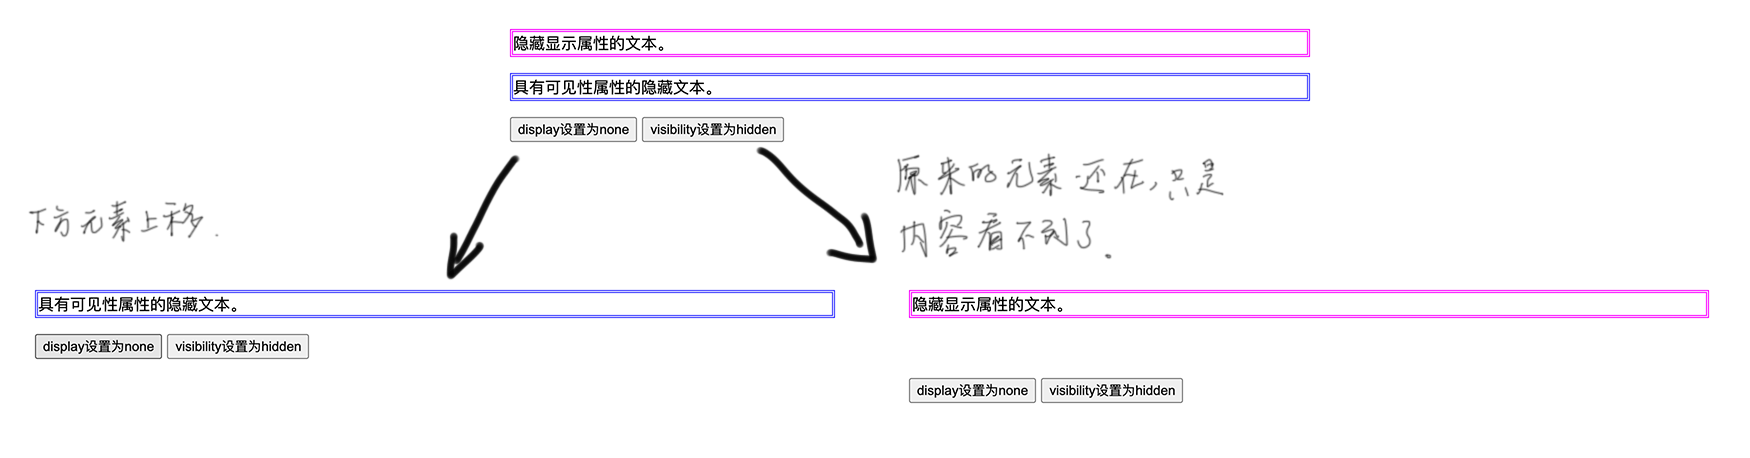 隐藏显示属性的文本。
具有可见性属性的隐藏文本。
display设置为none visibility设置为hidden
原来的元素还在，只是
内容看不到了。
下方元素上移.
具有可见性属性的隐藏文本。
display设置为none visibility设置为hidden
隐藏显示属性的文本。
display设置为none visibility设置为hidden